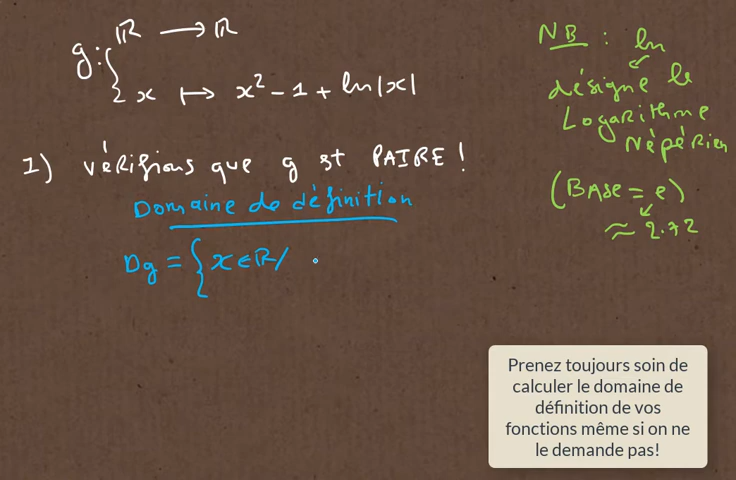 g: { ℝ → ℝ
x ↦ x² - 1 + ln|x|
1) vérifions que g st PAIRE !
Domaine de définition
Dg = { x ∈ ℝ /
NB : ln
désigne le
Logarithme
Népérien
(BASE = e)
≈ 2.72
Prenez toujours soin de
calculer le domaine de
définition de vos
fonctions même si on ne
le demande pas!